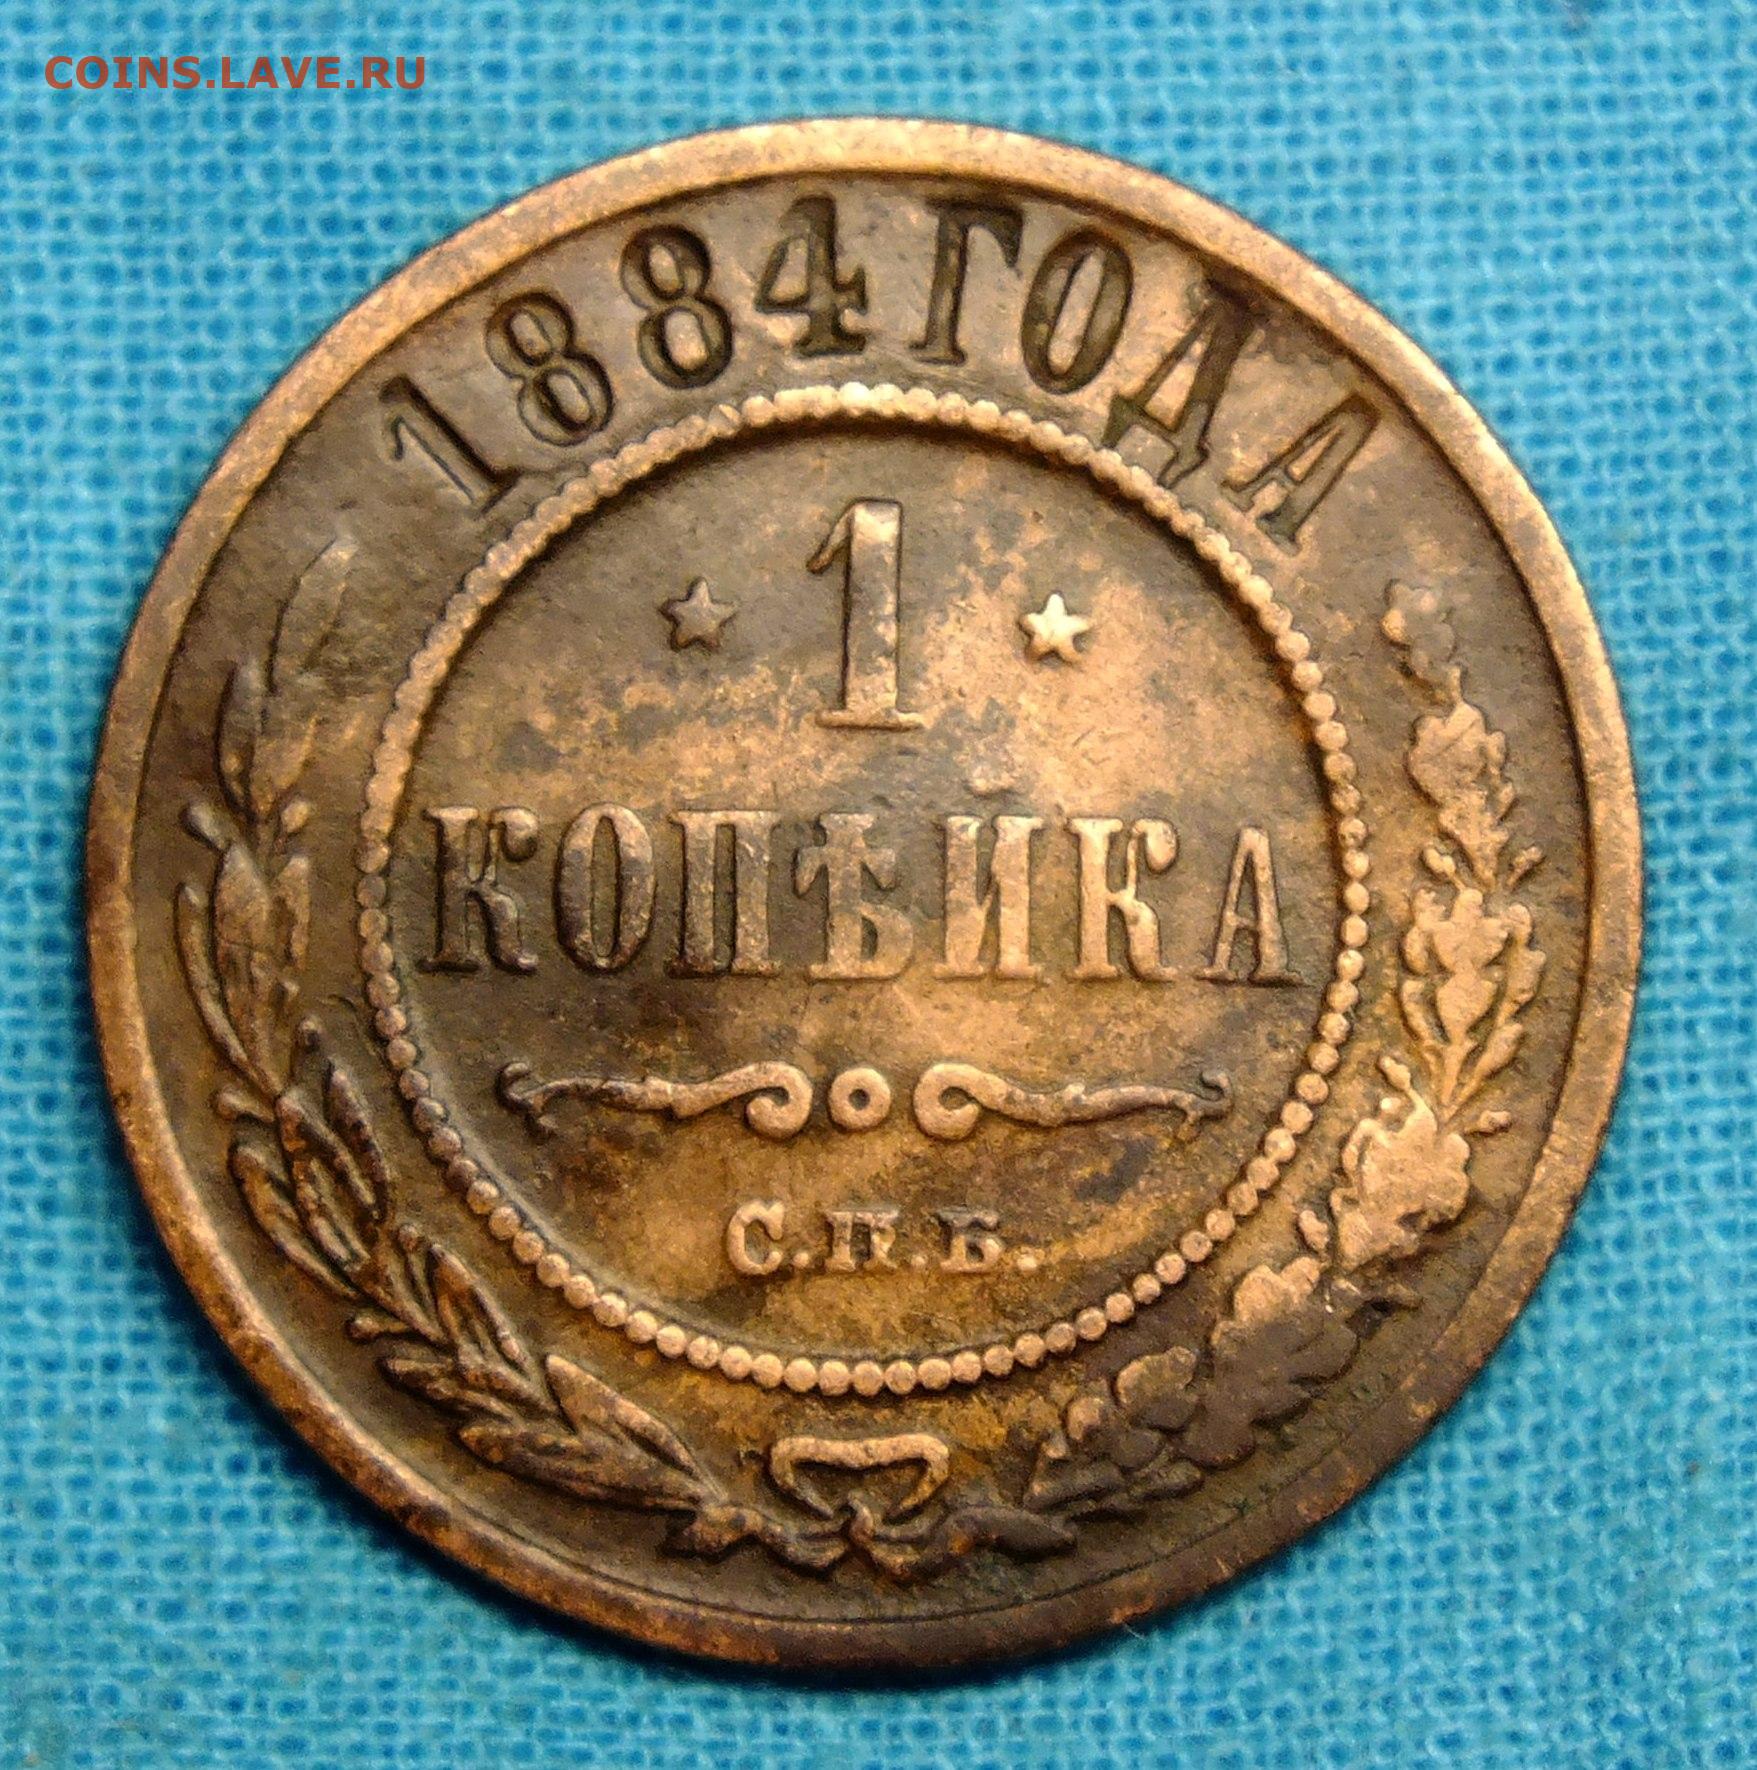 COINS.LAVE.RU
1884 ГОДА
1
КОПѢЙКА
С.П.Б.